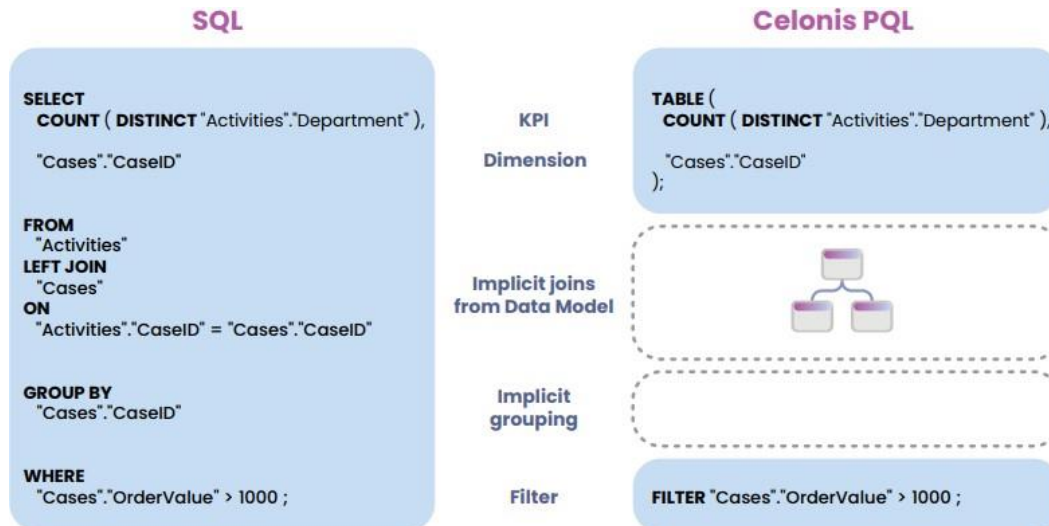 SQL
SELECT
COUNT ( DISTINCT "Activities"."Department" ),
"Cases"."CaseID"
FROM
"Activities"
LEFT JOIN
"Cases"
ON
"Activities"."CaseID" = "Cases"."CaseID"
GROUP BY
"Cases"."CaseID"
WHERE
"Cases"."OrderValue" > 1000 ;
KPI
Dimension
Implicit joins
from Data Model
Implicit
grouping
Filter
Celonis PQL
TABLE (
COUNT ( DISTINCT "Activities"."Department" ),
"Cases"."CaseID"
);
FILTER "Cases"."OrderValue" > 1000 ;